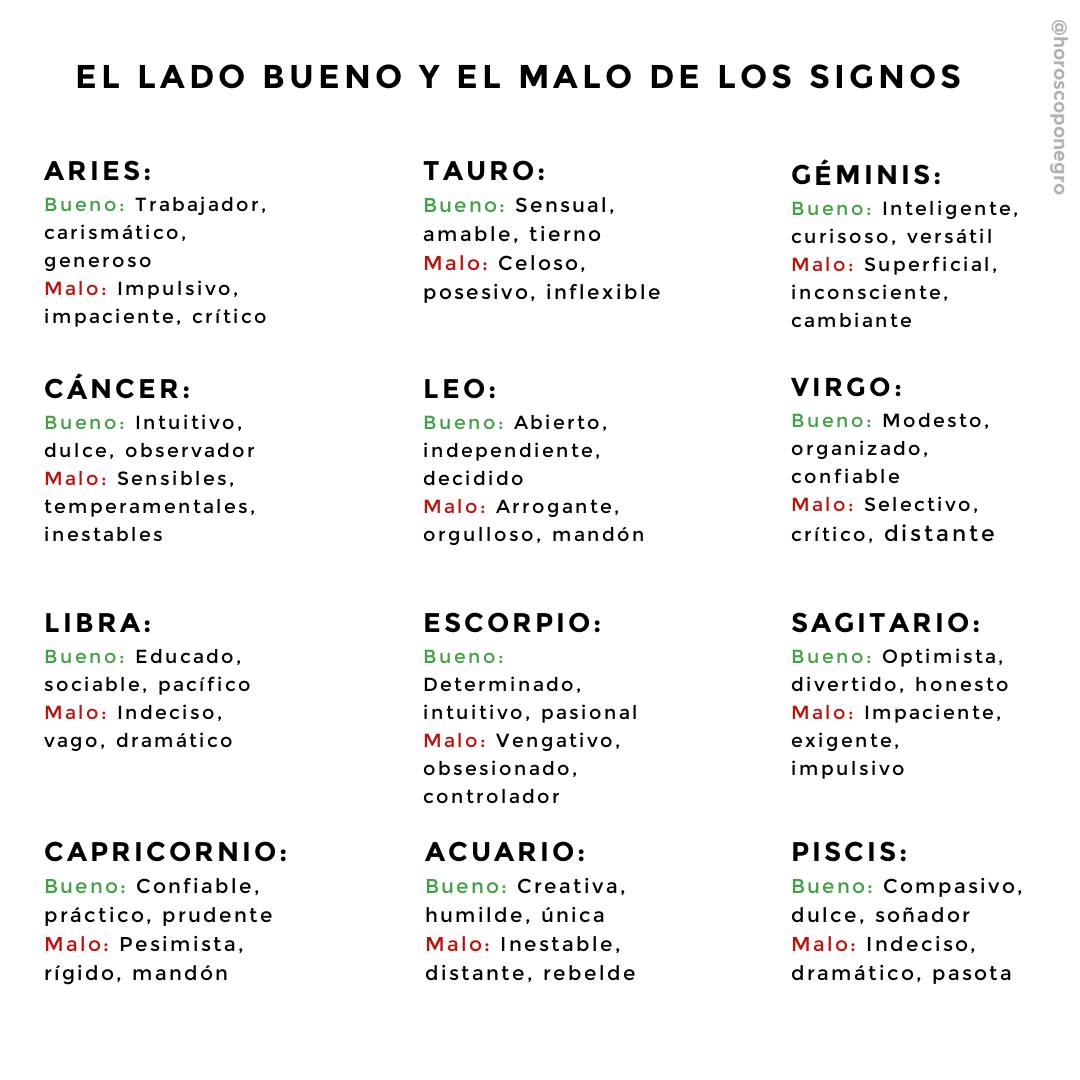 EL LADO BUENO Y EL MALO DE LOS SIGNOS
@horoscoponegro
ARIES:
Bueno: Trabajador,
carismático,
generoso
Malo: Impulsivo,
impaciente, crítico
TAURO:
Bueno: Sensual,
amable, tierno
Malo: Celoso,
posesivo, inflexible
GÉMINIS:
Bueno: Inteligente,
curisoso, versátil
Malo: Superficial,
inconsciente,
cambiante
CÁNCER:
Bueno: Intuitivo,
dulce, observador
Malo: Sensibles,
temperamentales,
inestables
LEO:
Bueno: Abierto,
independiente,
decidido
Malo: Arrogante,
orgulloso, mandón
VIRGO:
Bueno: Modesto,
organizado,
confiable
Malo: Selectivo,
crítico, distante
LIBRA:
Bueno: Educado,
sociable, pacífico
Malo: Indeciso,
vago, dramático
ESCORPIO:
Bueno:
Determinado,
intuitivo, pasional
Malo: Vengativo,
obsesionado,
controlador
SAGITARIO:
Bueno: Optimista,
divertido, honesto
Malo: Impaciente,
exigente,
impulsivo
CAPRICORNIO:
Bueno: Confiable,
práctico, prudente
Malo: Pesimista,
rígido, mandón
ACUARIO:
Bueno: Creativa,
humilde, única
Malo: Inestable,
distante, rebelde
PISCIS:
Bueno: Compasivo,
dulce, soñador
Malo: Indeciso,
dramático, pasota